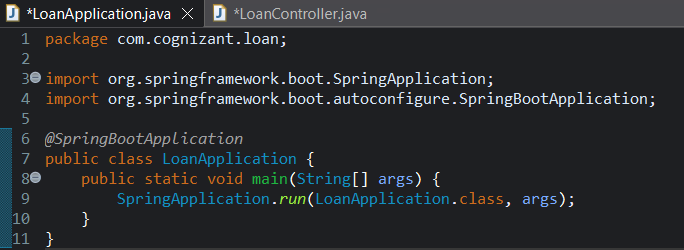 *LoanApplication.java *LoanController.java
1 package com.cognizant.loan;
2
3 import org.springframework.boot.SpringApplication;
4 import org.springframework.boot.autoconfigure.SpringBootApplication;
5
6 @SpringBootApplication
7 public class LoanApplication {
8 public static void main(String[] args) {
9 SpringApplication.run(LoanApplication.class, args);
10 }
11 }